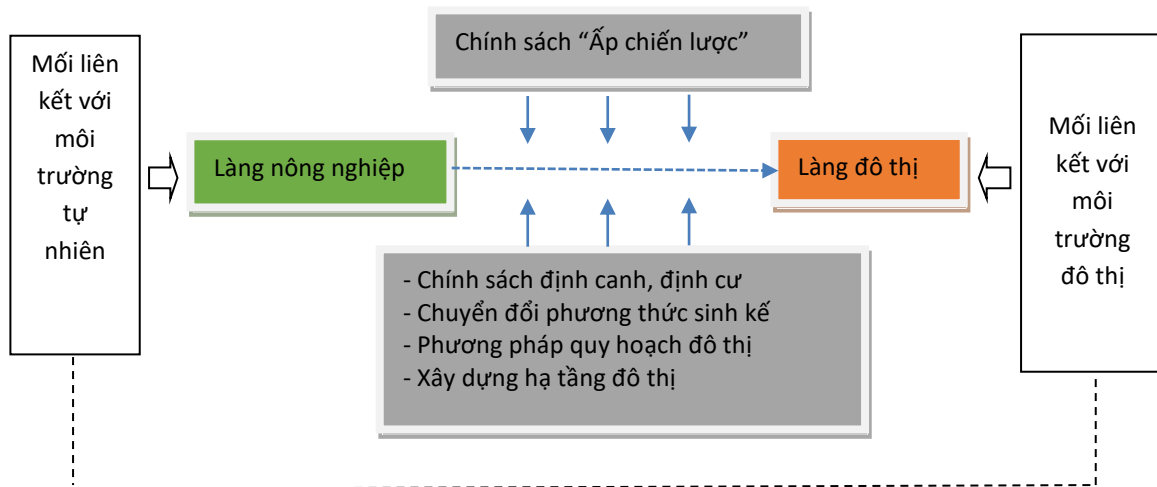 Chính sách “Ấp chiến lược”
Mối liên
kết với
môi
trường
tự
nhiên
Làng nông nghiệp
Làng đô thị
Mối liên
kết với
môi
trường
đô thị
- Chính sách định canh, định cư
- Chuyển đổi phương thức sinh kế
- Phương pháp quy hoạch đô thị
- Xây dựng hạ tầng đô thị